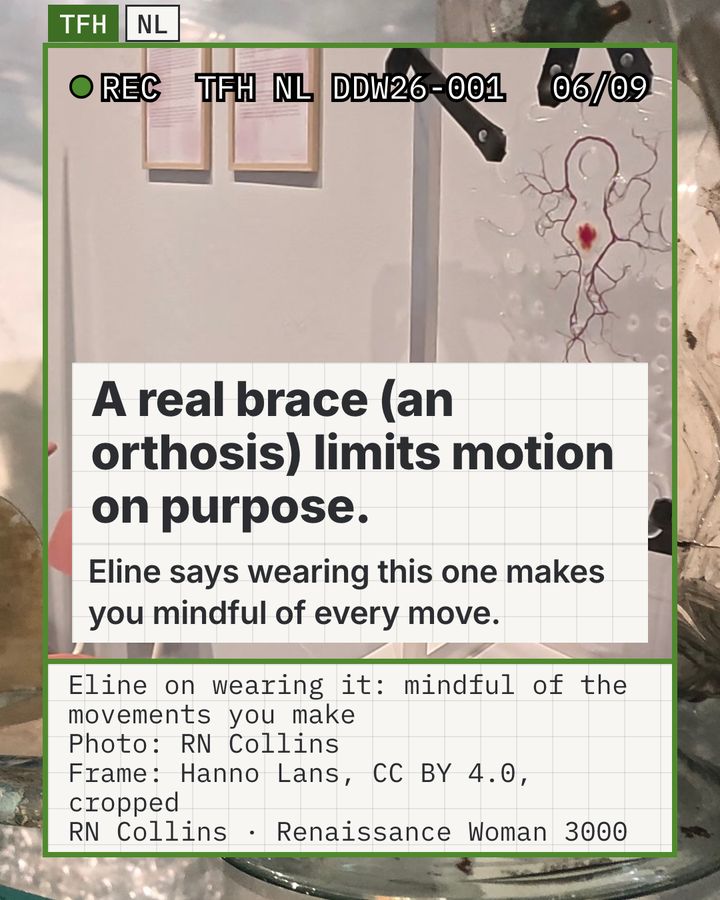 TFH NL
REC TFH NL DDW26-001 06/09
A real brace (an
orthosis) limits motion
on purpose.
Eline says wearing this one makes
you mindful of every move.
Eline on wearing it: mindful of the
movements you make
Photo: RN Collins
Frame: Hanno Lans, CC BY 4.0,
cropped
RN Collins · Renaissance Woman 3000